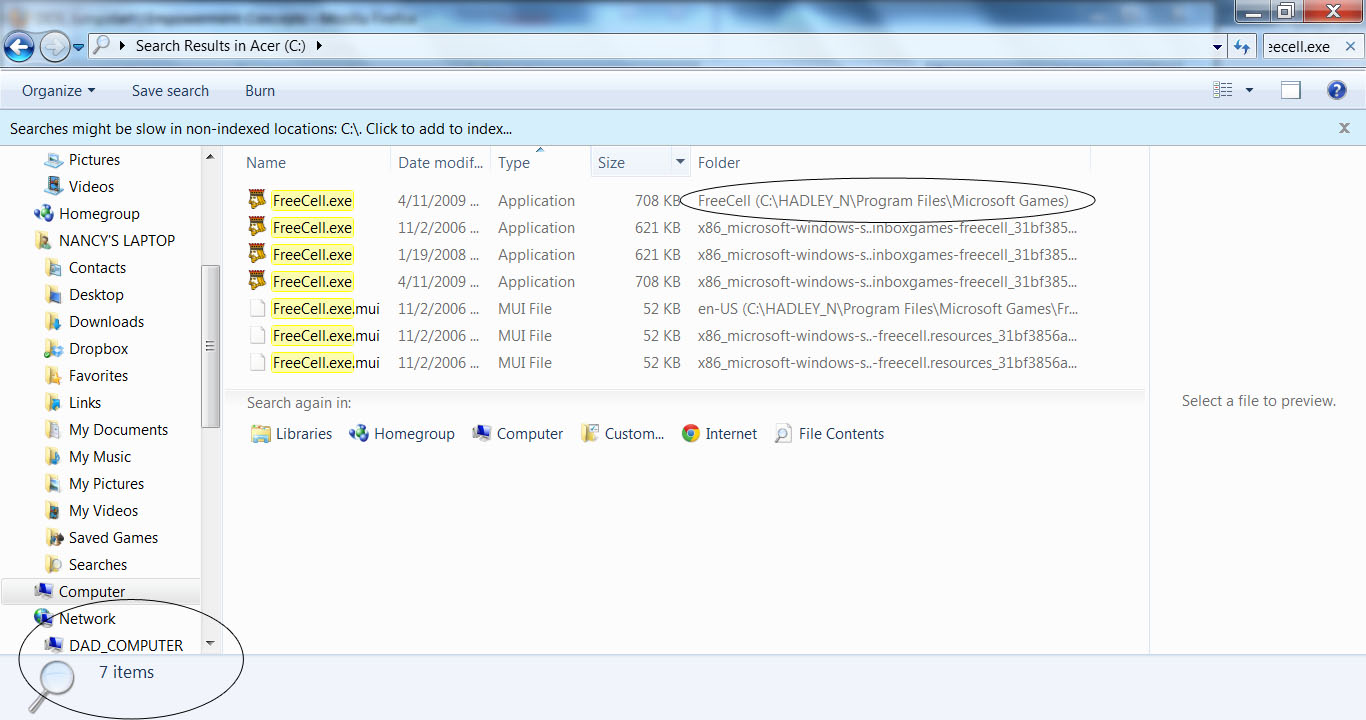 Search Results in Acer (C:)
ecell.exe
Organize Save search Burn
Searches might be slow in non-indexed locations: C:\. Click to add to index...
Pictures
Videos
Homegroup
NANCY'S LAPTOP
Contacts
Desktop
Downloads
Dropbox
Favorites
Links
My Documents
My Music
My Pictures
My Videos
Saved Games
Searches
Computer
Network
DAD_COMPUTER
Name Date modif... Type Size Folder
FreeCell.exe 4/11/2009 ... Application 708 KB FreeCell (C:\HADLEY_N\Program Files\Microsoft Games)
FreeCell.exe 11/2/2006 ... Application 621 KB x86_microsoft-windows-s..inboxgames-freecell_31bf385...
FreeCell.exe 1/19/2008 ... Application 621 KB x86_microsoft-windows-s..inboxgames-freecell_31bf385...
FreeCell.exe 4/11/2009 ... Application 708 KB x86_microsoft-windows-s..inboxgames-freecell_31bf385...
FreeCell.exe.mui 11/2/2006 ... MUI File 52 KB en-US (C:\HADLEY_N\Program Files\Microsoft Games\Fr...
FreeCell.exe.mui 11/2/2006 ... MUI File 52 KB x86_microsoft-windows-s..-freecell.resources_31bf3856a...
FreeCell.exe.mui 11/2/2006 ... MUI File 52 KB x86_microsoft-windows-s..-freecell.resources_31bf3856a...
Search again in:
Libraries Homegroup Computer Custom... Internet File Contents
Select a file to preview.
7 items